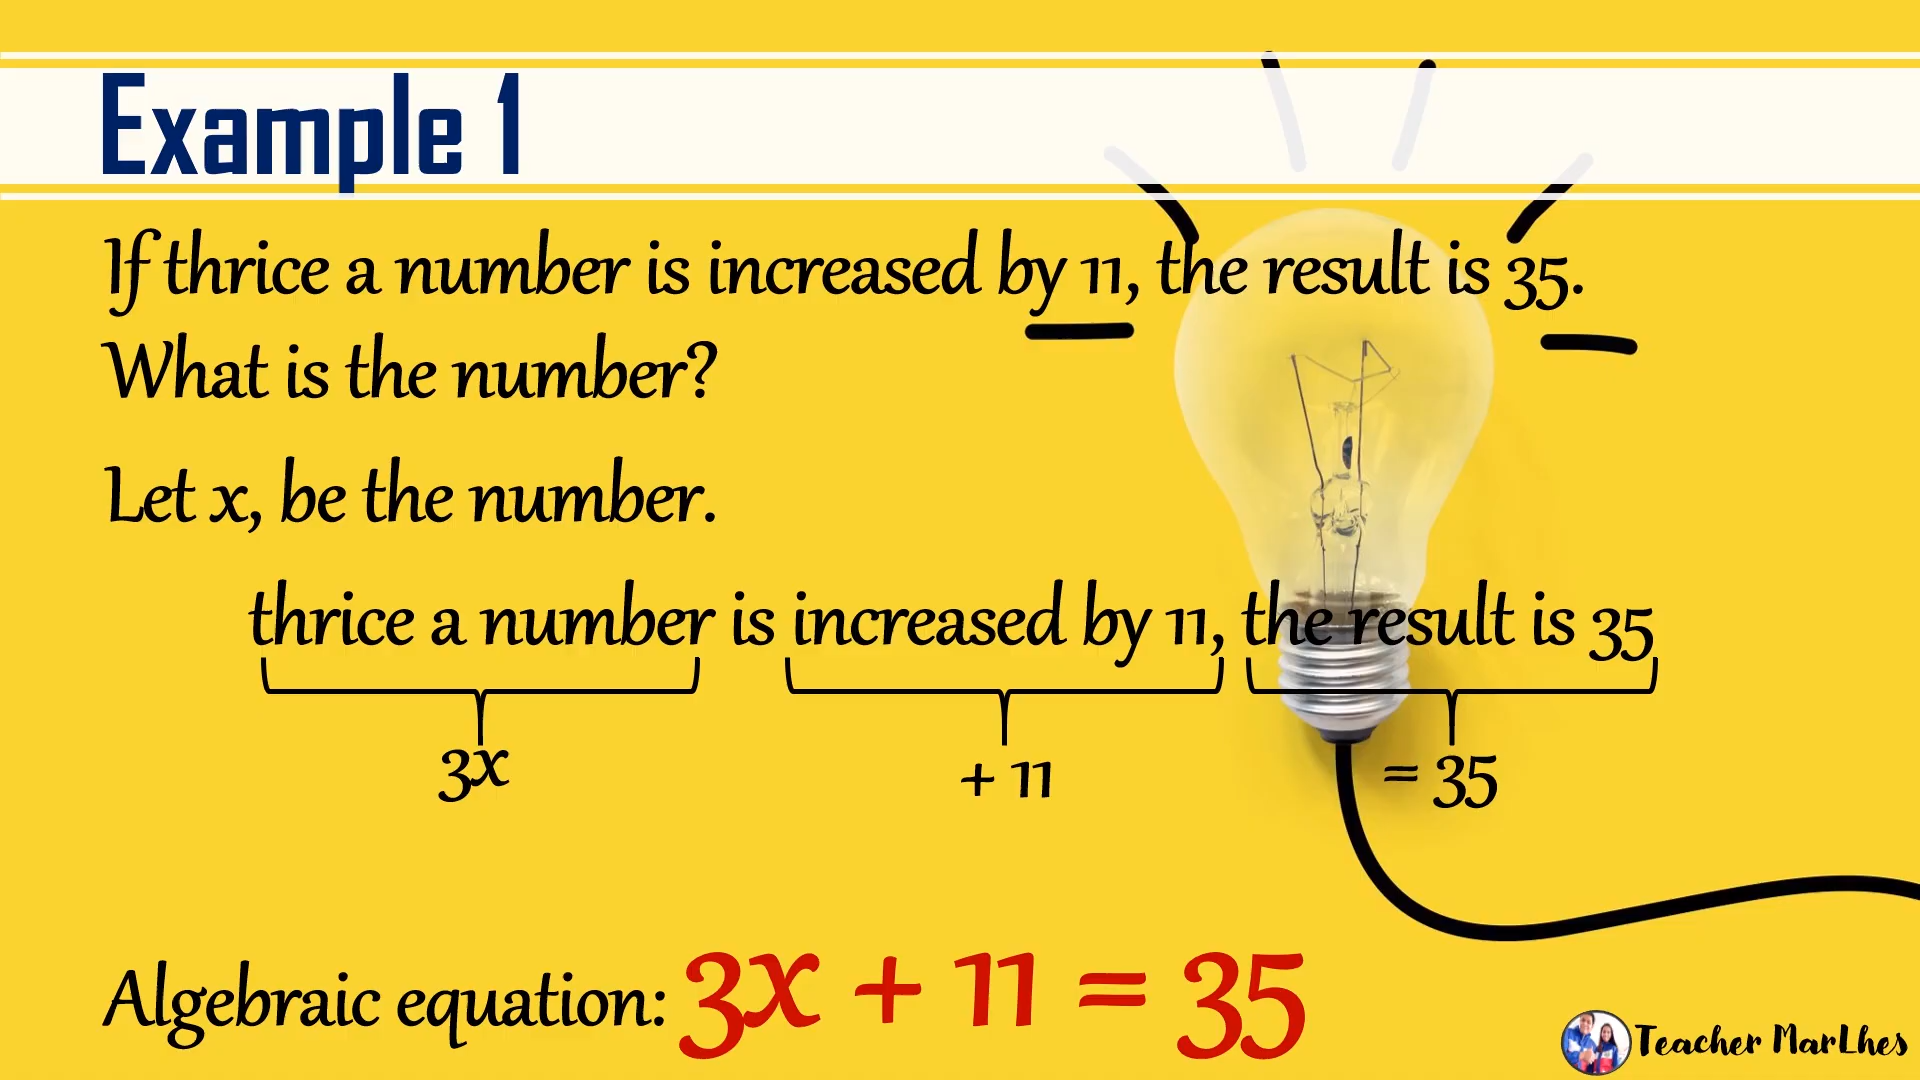 Example 1
If thrice a number is increased by 11, the result is 35.
What is the number?
Let x, be the number.
thrice a number is increased by 11, the result is 35
3x + 11 = 35
Algebraic equation: 3x + 11 = 35
Teacher MarLhes